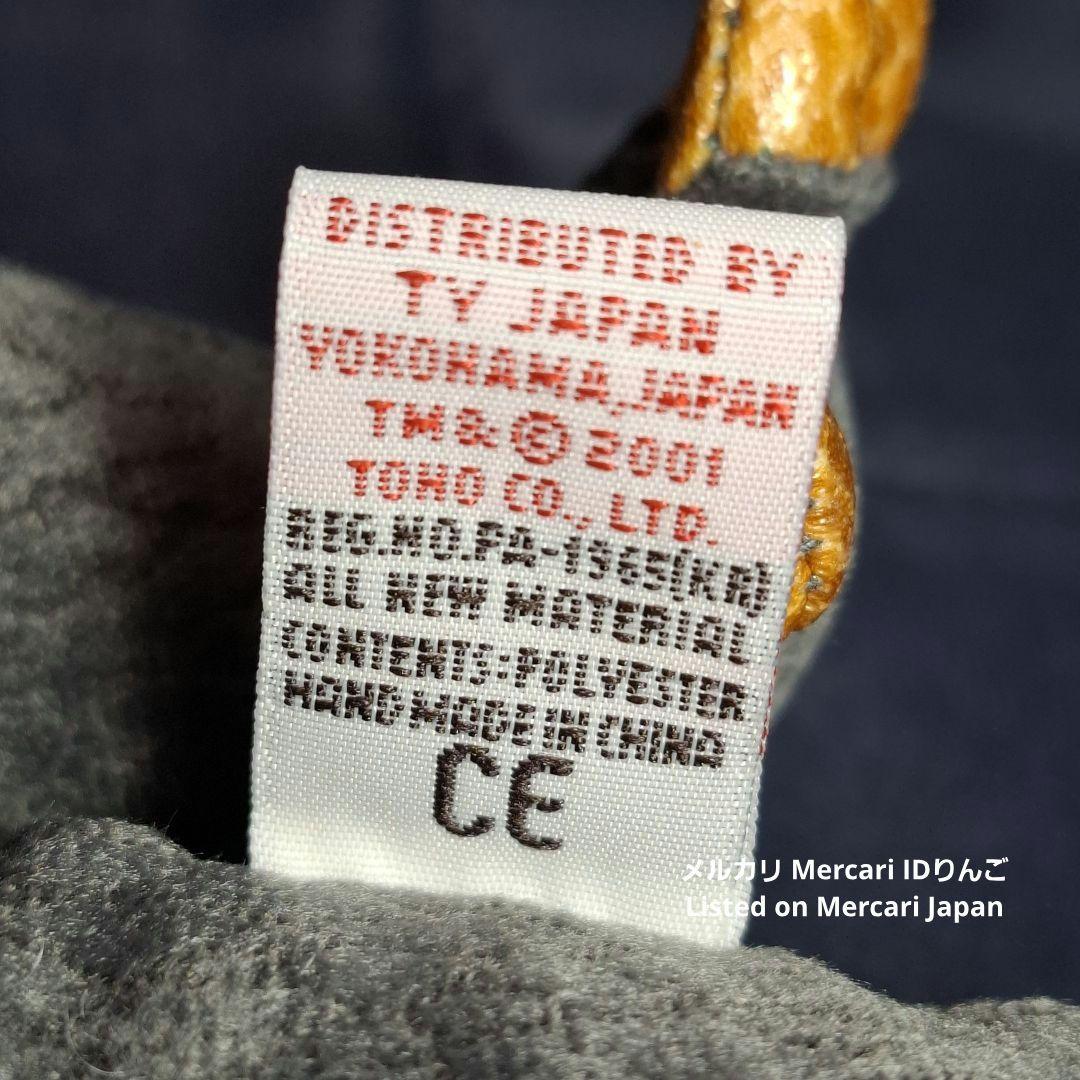 DISTRIBUTED BY
TY JAPAN
YOKOHAMA, JAPAN
TM & © 2001
TOHO CO., LTD.
REG.NO.PA-1965(KR)
ALL NEW MATERIAL
CONTENTS:POLYESTER
HAND MADE IN CHINA
CE
メルカリ Mercari IDりんご
Listed on Mercari Japan